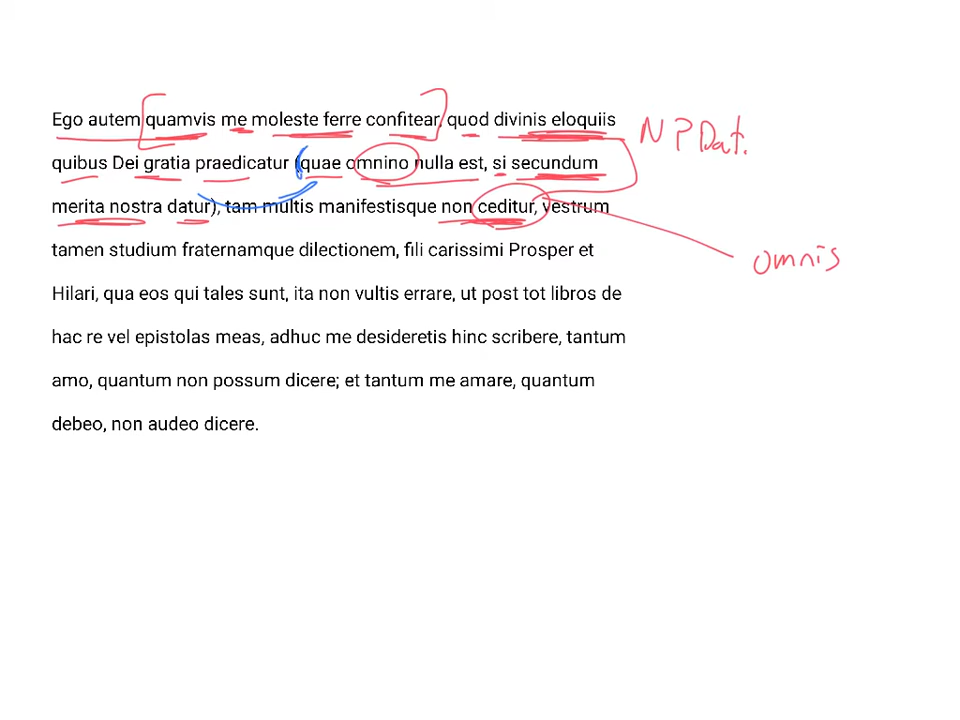 Ego autem quamvis me moleste ferre confitear, quod divinis eloquiis
N P Dat.
quibus Dei gratia praedicatur (quae omnino nulla est, si secundum
merita nostra datur), tam multis manifestisque non ceditur, vestrum
tamen studium fraternamque dilectionem, fili carissimi Prosper et
omnis
Hilari, qua eos qui tales sunt, ita non vultis errare, ut post tot libros de
hac re vel epistolas meas, adhuc me desideretis hinc scribere, tantum
amo, quantum non possum dicere; et tantum me amare, quantum
debeo, non audeo dicere.